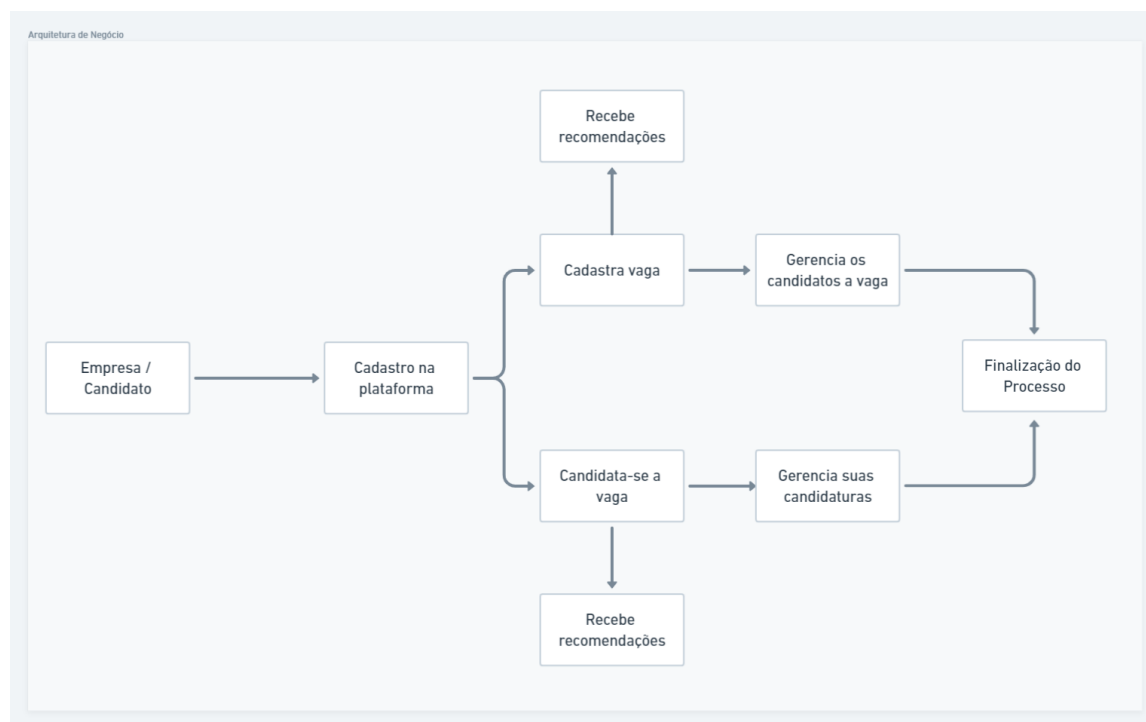 Arquitetura de Negócio
Recebe
recomendações
Cadastra vaga
Gerencia os
candidatos a vaga
Empresa /
Candidato
Cadastro na
plataforma
Finalização do
Processo
Candidata-se a
vaga
Gerencia suas
candidaturas
Recebe
recomendações